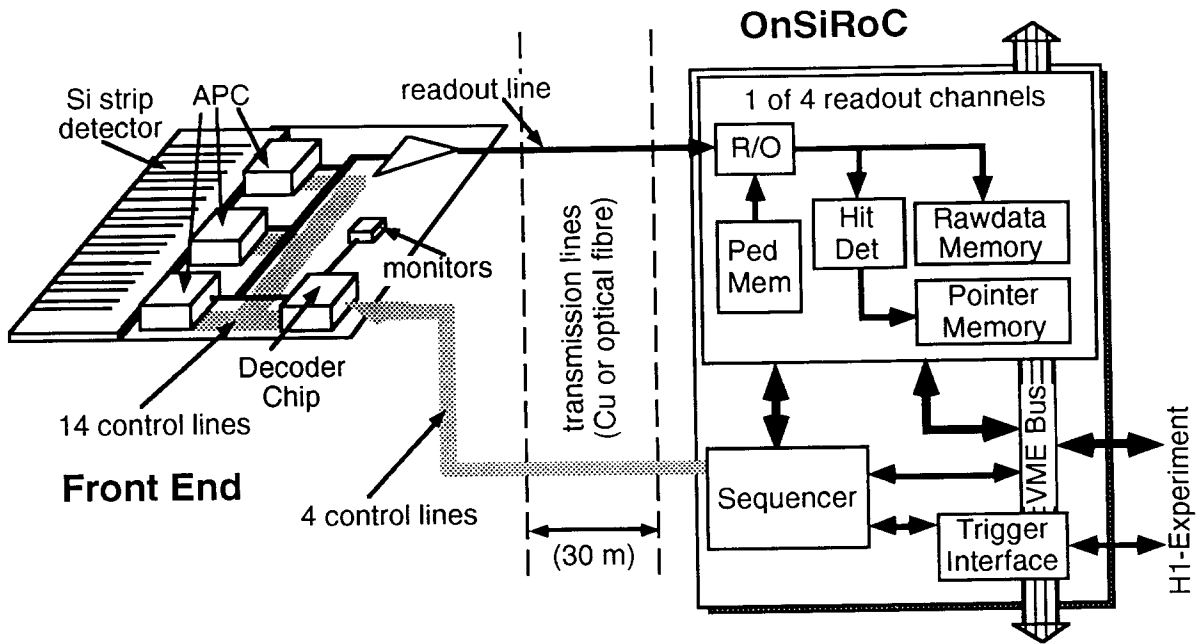 OnSiRoC
Si strip
detector
APC
readout line
1 of 4 readout channels
R/O
Ped
Mem
Hit
Det
Rawdata
Memory
Pointer
Memory
monitors
Decoder
Chip
14 control lines
Front End
4 control lines
transmission lines
(Cu or optical fibre)
(30 m)
Sequencer
VME Bus
Trigger
Interface
H1-Experiment